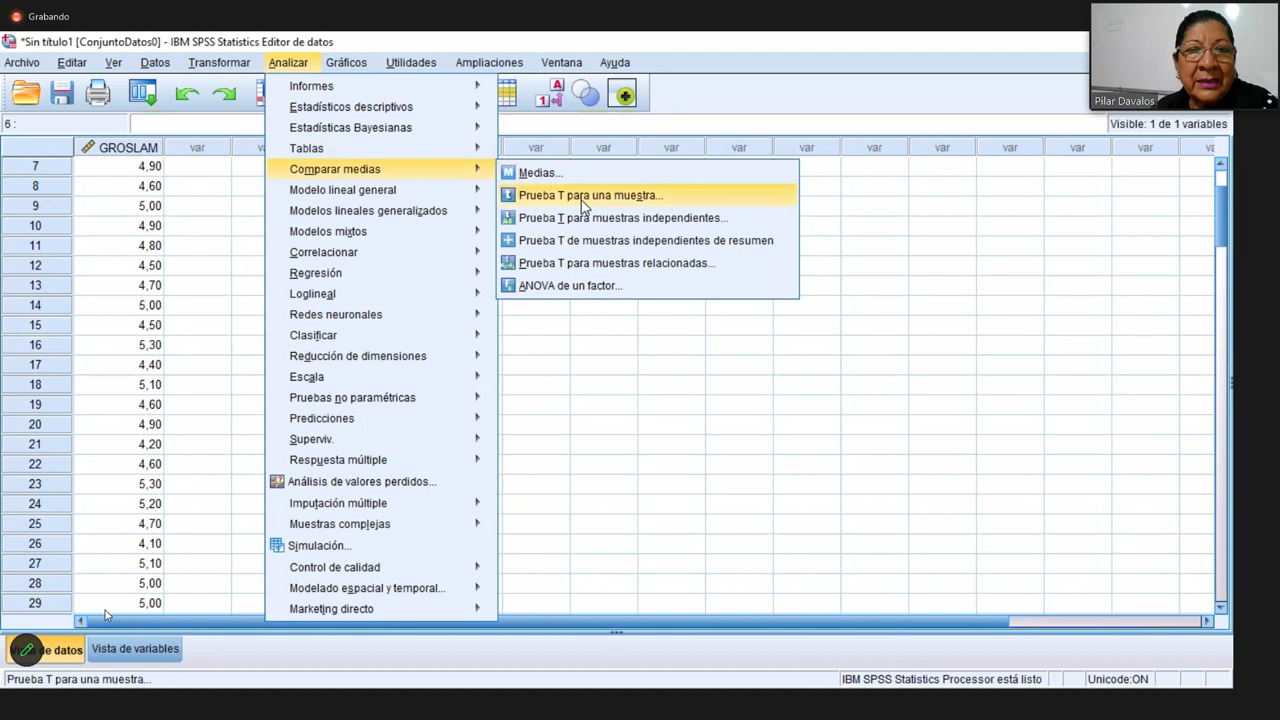 Grabando
*Sin título1 [ConjuntoDatos0] - IBM SPSS Statistics Editor de datos
Archivo Editar Ver Datos Transformar Analizar Gráficos Utilidades Ampliaciones Ventana Ayuda
Pilar Davalos
6 :
Visible: 1 de 1 variables
GROSLAM var var var var var var var var var var
Informes
Estadísticos descriptivos
Estadísticas Bayesianas
Tablas
Comparar medias
Modelo lineal general
Modelos lineales generalizados
Modelos mixtos
Correlacionar
Regresión
Loglineal
Redes neuronales
Clasificar
Reducción de dimensiones
Escala
Pruebas no paramétricas
Predicciones
Superviv.
Respuesta múltiple
Análisis de valores perdidos...
Imputación múltiple
Muestras complejas
Simulación...
Control de calidad
Modelado espacial y temporal...
Marketing directo
Medias...
Prueba T para una muestra...
Prueba T para muestras independientes...
Prueba T de muestras independientes de resumen
Prueba T para muestras relacionadas...
ANOVA de un factor...
7 4,90
8 4,60
9 5,00
10 4,90
11 4,80
12 4,50
13 4,70
14 5,00
15 4,50
16 5,30
17 4,40
18 5,10
19 4,60
20 4,90
21 4,20
22 4,60
23 5,30
24 5,20
25 4,70
26 4,10
27 5,10
28 5,00
29 5,00
de datos Vista de variables
Prueba T para una muestra...
IBM SPSS Statistics Processor está listo
Unicode:ON